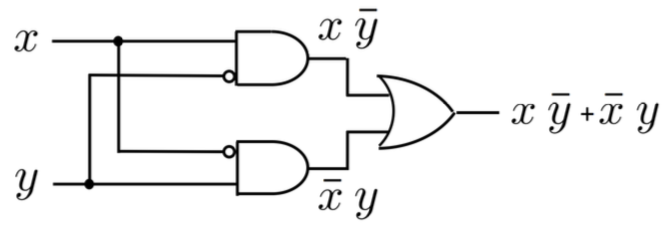 x
x ȳ
x ȳ + x̄ y
y
x̄ y